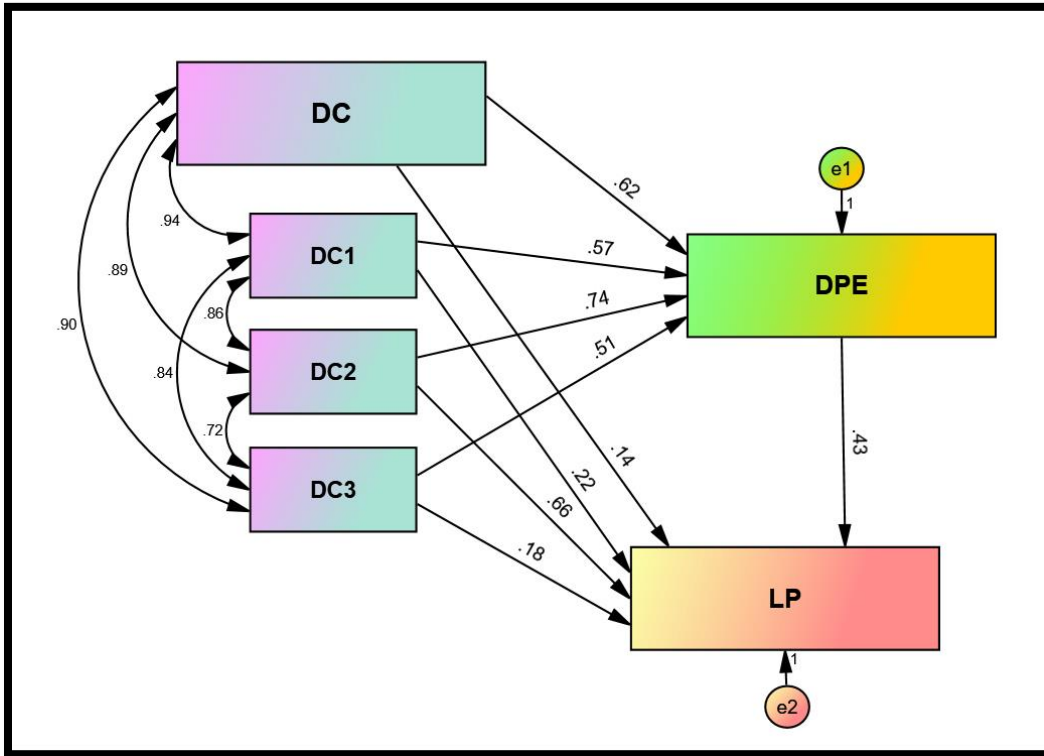 DC
e1
.62
1
.94
DC1
.57
DPE
.89
.86
.74
.90
DC2
.51
.84
.72
.43
DC3
.14
.22
.66
.18
LP
1
e2